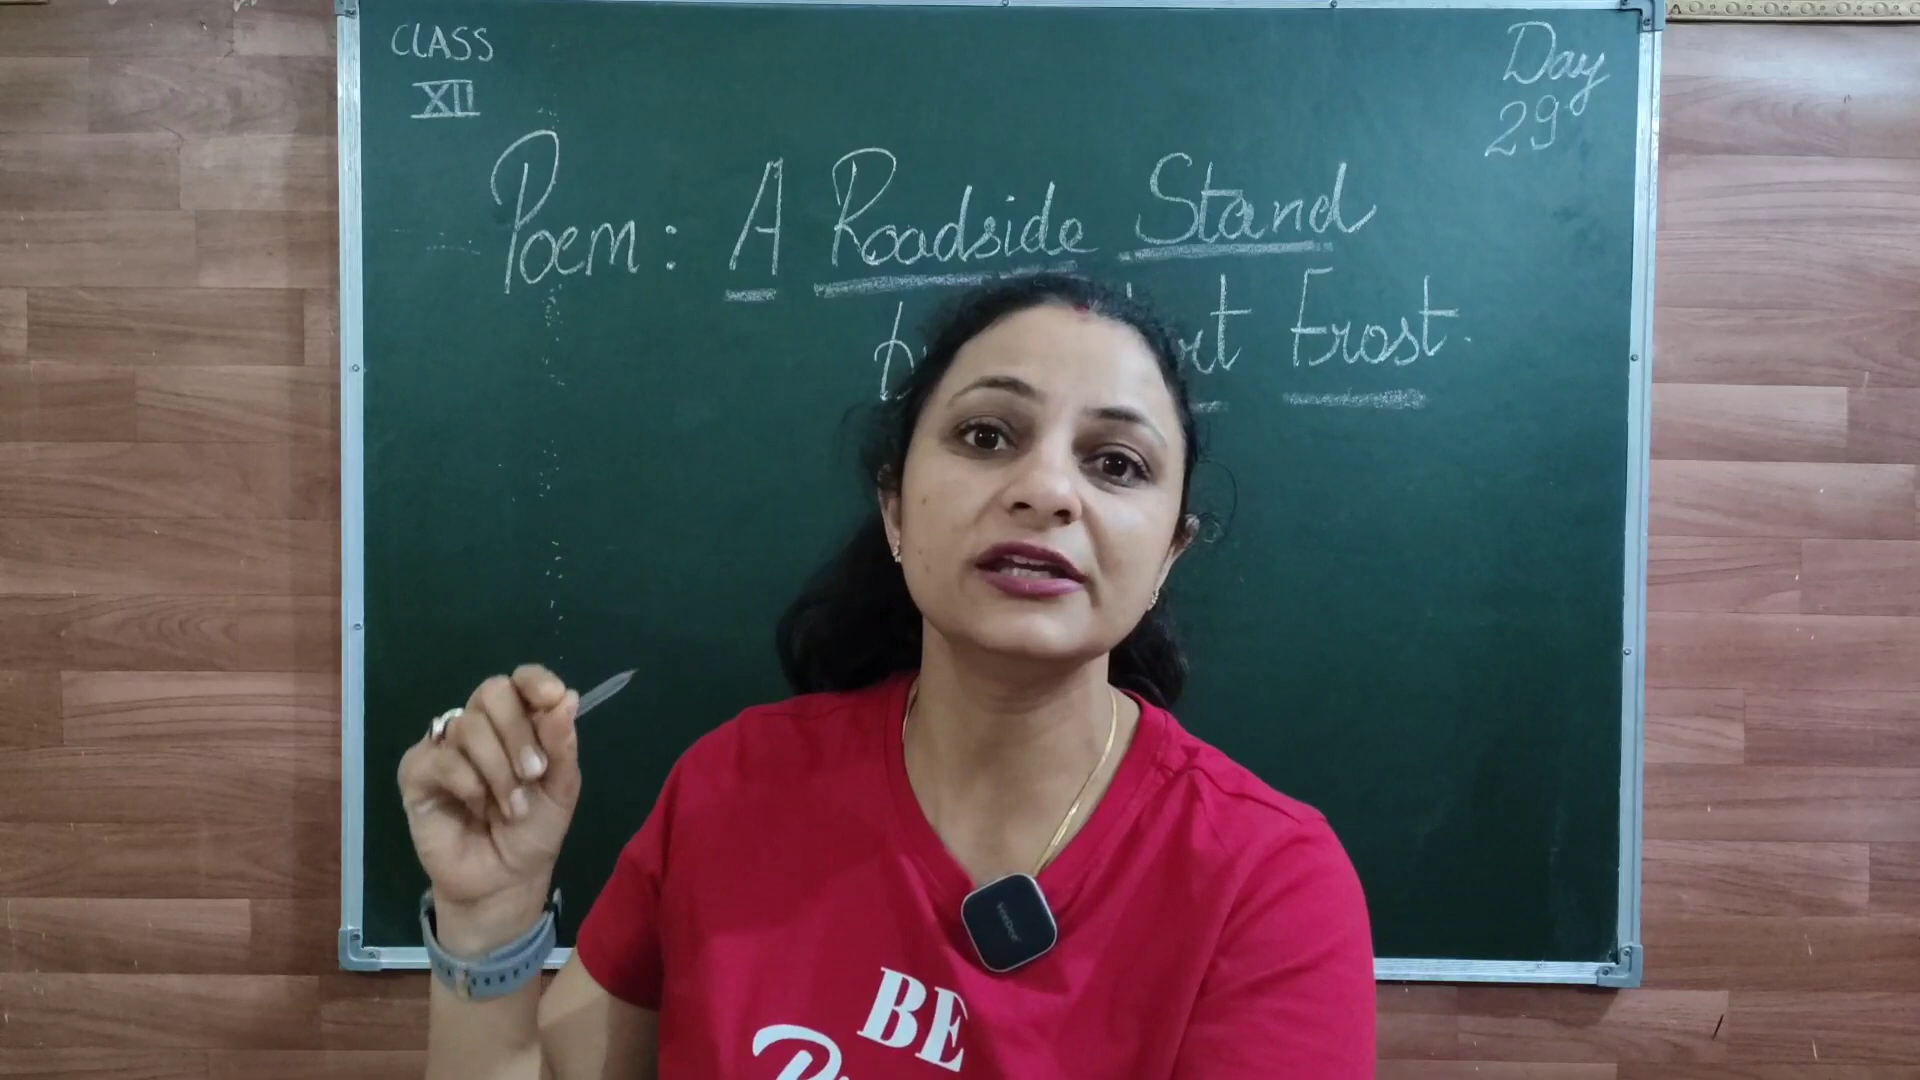 CLASS
XII
Day
29
Poem: A Roadside Stand
Frost.
BE